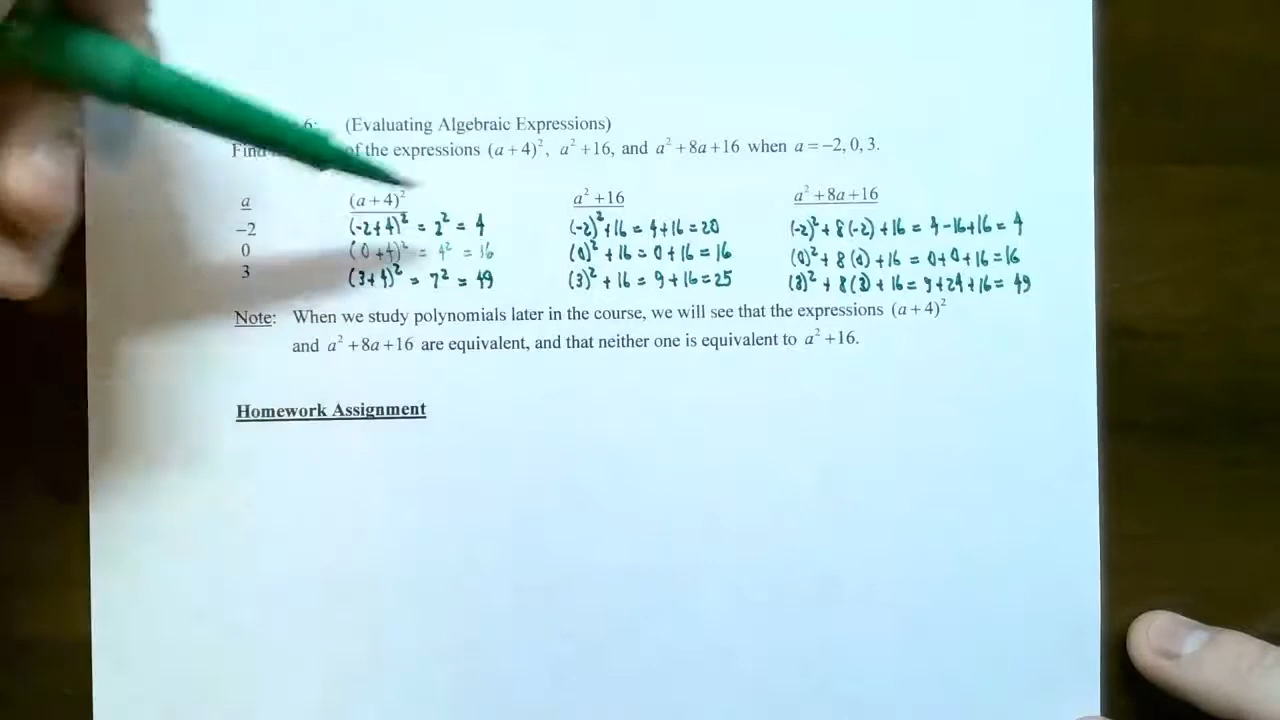 6: (Evaluating Algebraic Expressions)
Find of the expressions (a+4)², a²+16, and a²+8a+16 when a=−2, 0, 3.
a (a+4)² a²+16 a²+8a+16
−2 (-2+4)² = 2² = 4 (-2)²+16 = 4+16=20 (-2)²+8(-2)+16 = 4-16+16 = 4
0 (0+4)² = 4² = 16 (0)²+16 = 0+16 = 16 (0)²+8(0)+16 = 0+0+16=16
3 (3+4)² = 7² = 49 (3)²+16 = 9+16=25 (3)²+8(3)+16 = 9+24+16= 49
Note: When we study polynomials later in the course, we will see that the expressions (a+4)²
and a²+8a+16 are equivalent, and that neither one is equivalent to a²+16.
Homework Assignment